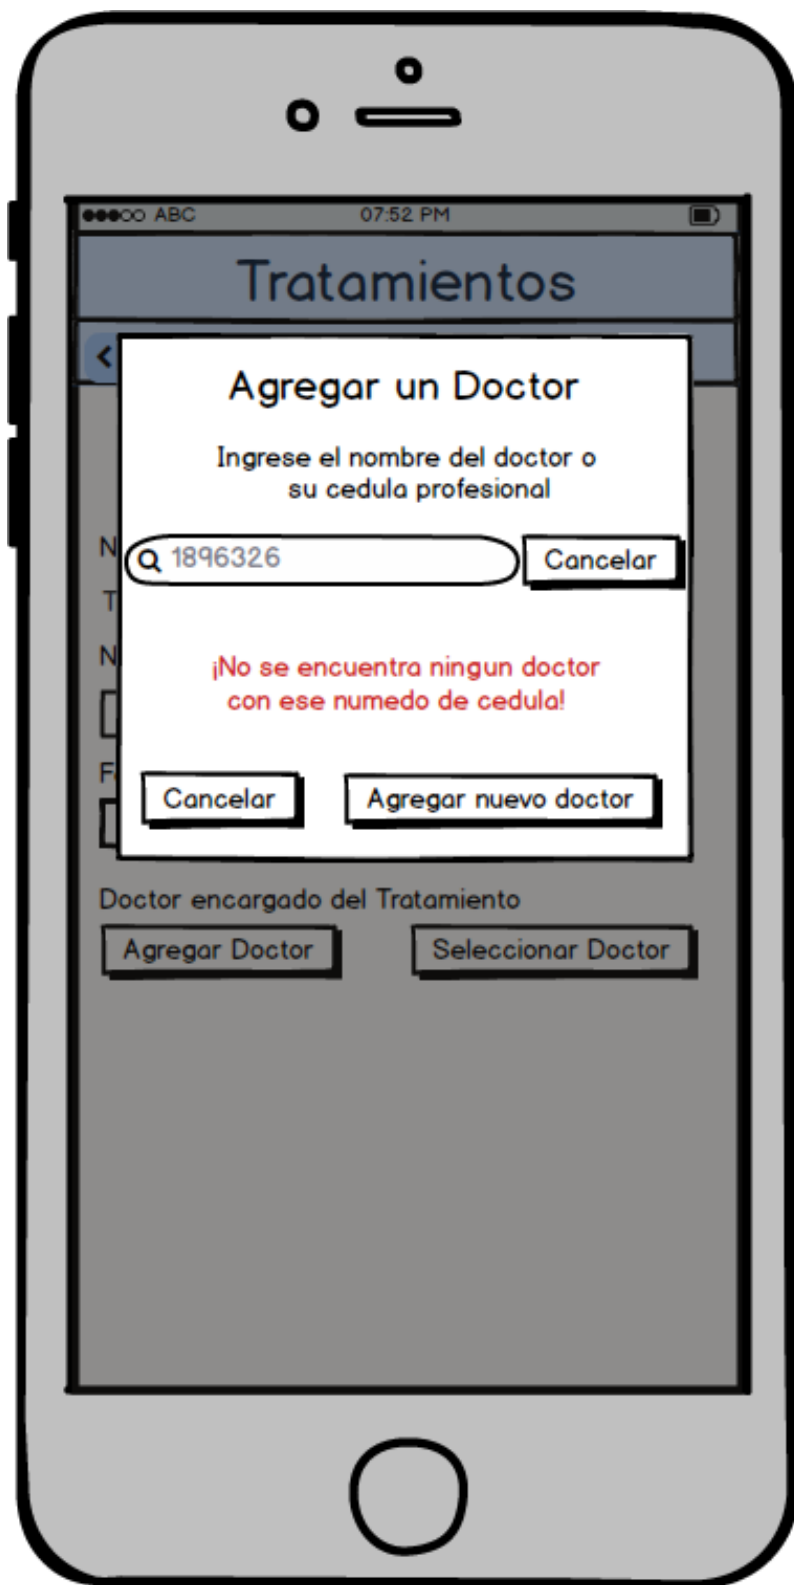 ABC 07:52 PM
Tratamientos
Agregar un Doctor
Ingrese el nombre del doctor o
su cedula profesional
1896326 Cancelar
¡No se encuentra ningun doctor
con ese numedo de cedula!
Cancelar Agregar nuevo doctor
Doctor encargado del Tratamiento
Agregar Doctor Seleccionar Doctor